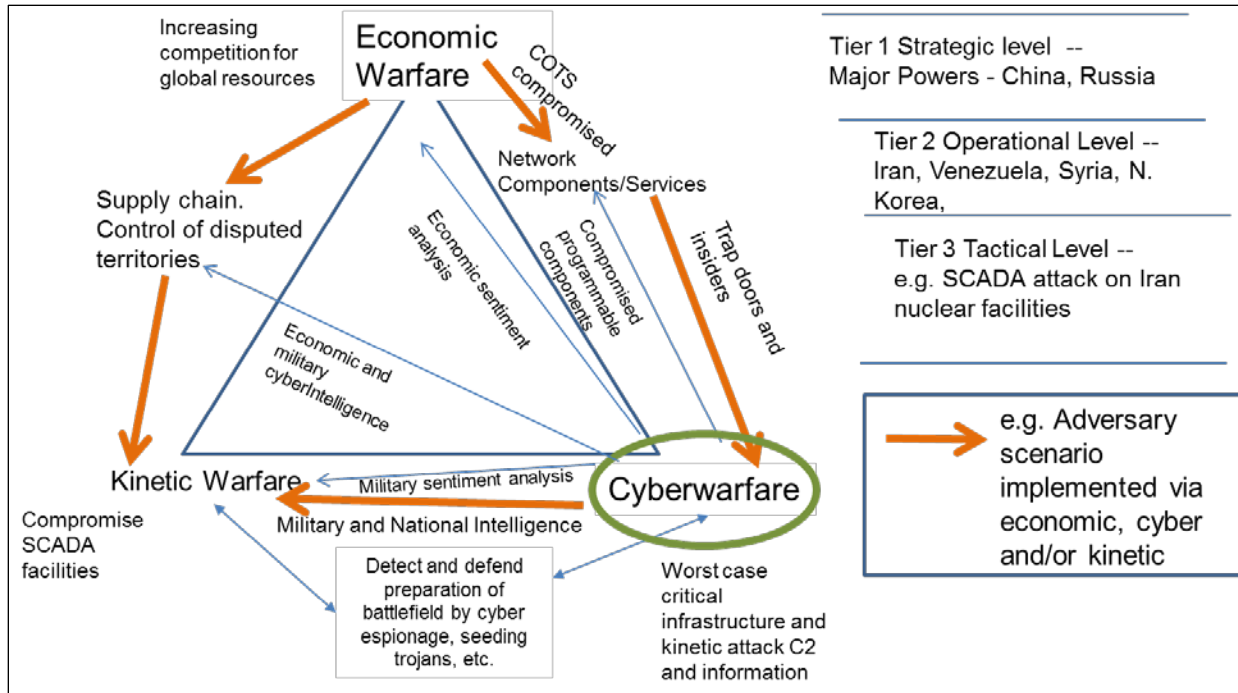 Increasing
competition for
global resources
Economic
Warfare
COTS
compromised
Network
Components/Services
Supply chain.
Control of disputed
territories
Economic sentiment
analysis
Compromised
programmable
components
Trap doors and
insiders
Economic and
military
cyberIntelligence
Kinetic Warfare
Military sentiment analysis
Cyberwarfare
Military and National Intelligence
Compromise
SCADA
facilities
Detect and defend
preparation of
battlefield by cyber
espionage, seeding
trojans, etc.
Worst case
critical
infrastructure and
kinetic attack C2
and information
Tier 1 Strategic level --
Major Powers - China, Russia
Tier 2 Operational Level --
Iran, Venezuela, Syria, N.
Korea,
Tier 3 Tactical Level --
e.g. SCADA attack on Iran
nuclear facilities
e.g. Adversary
scenario
implemented via
economic, cyber
and/or kinetic